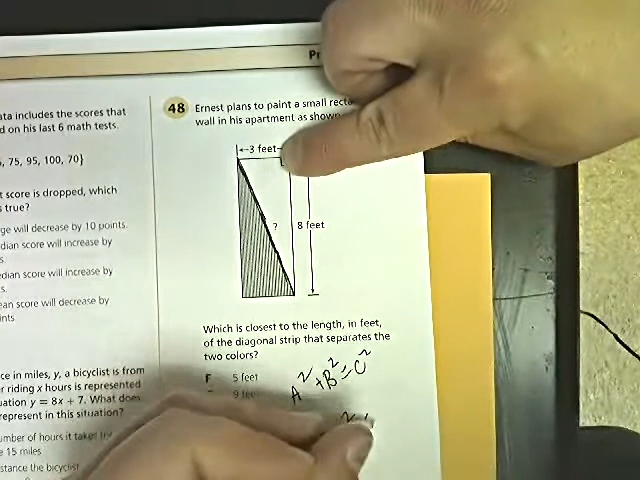 Pr
ata includes the scores that
d on his last 6 math tests.
, 75, 95, 100, 70}
t score is dropped, which
s true?
ge will decrease by 10 points.
dian score will increase by
s.
edian score will increase by
s.
ean score will decrease by
ints
ce in miles, y, a bicyclist is from
r riding x hours is represented
uation y = 8x + 7. What does
represent in this situation?
umber of hours it takes
e 15 miles
stance the bicyclist
48 Ernest plans to paint a small recta
wall in his apartment as shown
3 feet
?
8 feet
Which is closest to the length, in feet,
of the diagonal strip that separates the
two colors?
F 5 feet
9 feet
A² + B² = C²